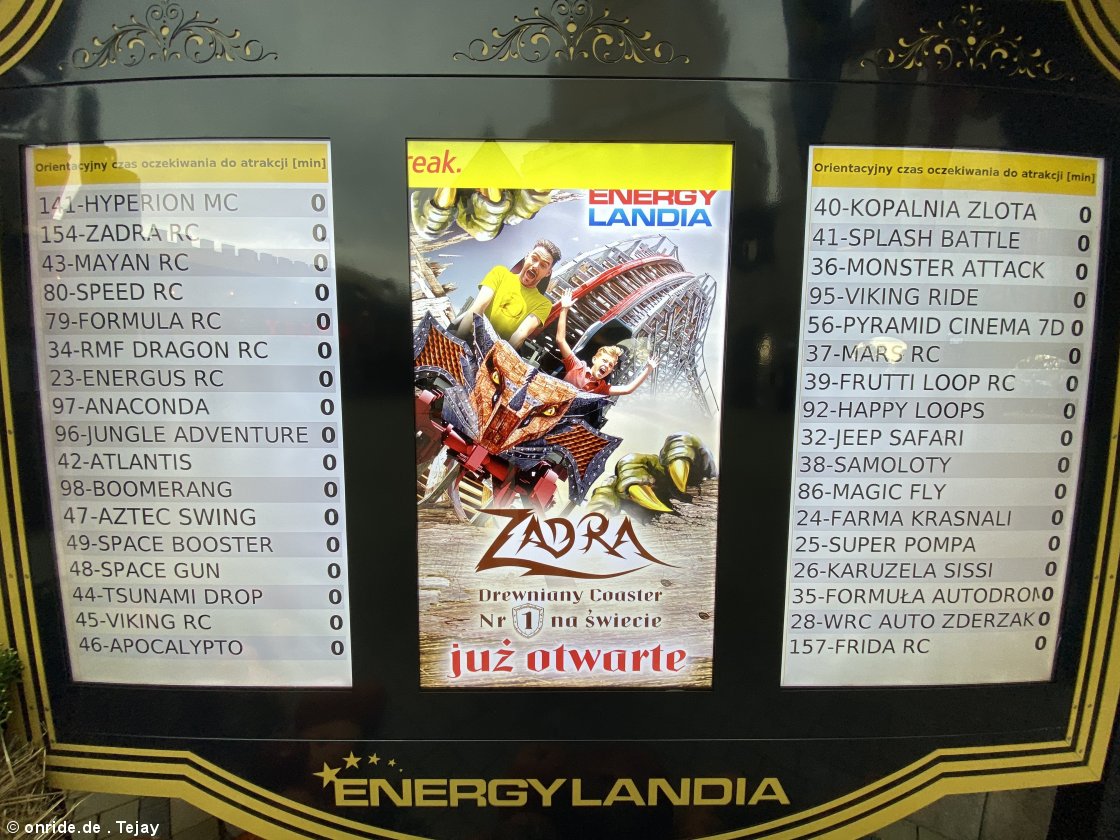 Orientacyjny czas oczekiwania do atrakcji [min]
141-HYPERION MC 0
154-ZADRA RC 0
43-MAYAN RC 0
80-SPEED RC 0
79-FORMULA RC 0
34-RMF DRAGON RC 0
23-ENERGUS RC 0
97-ANACONDA 0
96-JUNGLE ADVENTURE 0
42-ATLANTIS 0
98-BOOMERANG 0
47-AZTEC SWING 0
49-SPACE BOOSTER 0
48-SPACE GUN 0
44-TSUNAMI DROP 0
45-VIKING RC 0
46-APOCALYPTO 0
reak.
ENERGY
LANDIA
ZADRA
Drewniany Coaster
Nr 1 na świecie
już otwarte
Orientacyjny czas oczekiwania do atrakcji [min]
40-KOPALNIA ZLOTA 0
41-SPLASH BATTLE 0
36-MONSTER ATTACK 0
95-VIKING RIDE 0
56-PYRAMID CINEMA 7D 0
37-MARS RC 0
39-FRUTTI LOOP RC 0
92-HAPPY LOOPS 0
32-JEEP SAFARI 0
38-SAMOLOTY 0
86-MAGIC FLY 0
24-FARMA KRASNALI 0
25-SUPER POMPA 0
26-KARUZELA SISSI 0
35-FORMUŁA AUTODROM 0
28-WRC AUTO ZDERZAK 0
157-FRIDA RC 0
ENERGYLANDIA
© onride.de . Tejay